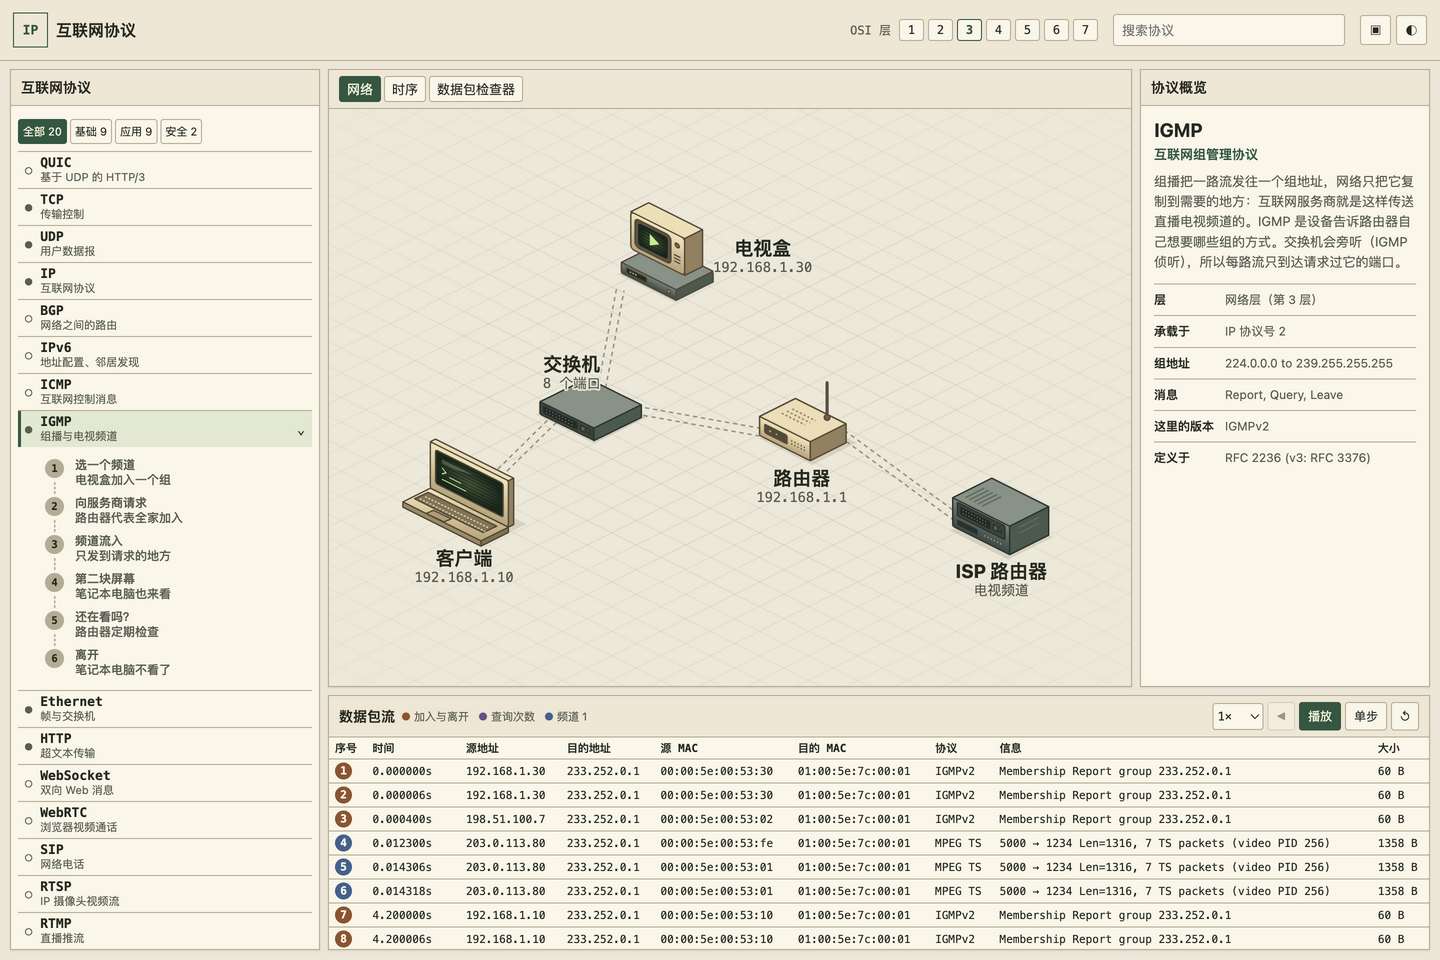 IP
互联网协议
OSI 层
1 2 3 4 5 6 7
搜索协议
互联网协议
全部 20 基础 9 应用 9 安全 2
QUIC
基于 UDP 的 HTTP/3
TCP
传输控制
UDP
用户数据报
IP
互联网协议
BGP
网络之间的路由
IPv6
地址配置、邻居发现
ICMP
互联网控制消息
IGMP
组播与电视频道
1 选一个频道
电视盒加入一个组
2 向服务商请求
路由器代表全家加入
3 频道流入
只发到请求的地方
4 第二块屏幕
笔记本电脑也来看
5 还在看吗?
路由器定期检查
6 离开
笔记本电脑不看了
Ethernet
帧与交换机
HTTP
超文本传输
WebSocket
双向 Web 消息
WebRTC
浏览器视频通话
SIP
网络电话
RTSP
IP 摄像头视频流
RTMP
直播推流
网络 时序 数据包检查器
电视盒
192.168.1.30
交换机
8 个端口
路由器
192.168.1.1
客户端
192.168.1.10
ISP 路由器
电视频道
协议概览
IGMP
互联网组管理协议
组播把一路流发往一个组地址，网络只把它复
制到需要的地方：互联网服务商就是这样传送
直播电视频道的。IGMP 是设备告诉路由器自
己想要哪些组的方式。交换机会旁听（IGMP
侦听），所以每路流只到达请求过它的端口。
层 网络层（第 3 层）
承载于 IP 协议号 2
组地址 224.0.0.0 to 239.255.255.255
消息 Report, Query, Leave
这里的版本 IGMPv2
定义于 RFC 2236 (v3: RFC 3376)
数据包流 加入与离开 查询次数 频道 1
1× 播放 单步
序号 时间 源地址 目的地址 源 MAC 目的 MAC 协议 信息 大小
1 0.000000s 192.168.1.30 233.252.0.1 00:00:5e:00:53:30 01:00:5e:7c:00:01 IGMPv2 Membership Report group 233.252.0.1 60 B
2 0.000006s 192.168.1.30 233.252.0.1 00:00:5e:00:53:30 01:00:5e:7c:00:01 IGMPv2 Membership Report group 233.252.0.1 60 B
3 0.000400s 198.51.100.7 233.252.0.1 00:00:5e:00:53:02 01:00:5e:7c:00:01 IGMPv2 Membership Report group 233.252.0.1 60 B
4 0.012300s 203.0.113.80 233.252.0.1 00:00:5e:00:53:fe 01:00:5e:7c:00:01 MPEG TS 5000 → 1234 Len=1316, 7 TS packets (video PID 256) 1358 B
5 0.014306s 203.0.113.80 233.252.0.1 00:00:5e:00:53:01 01:00:5e:7c:00:01 MPEG TS 5000 → 1234 Len=1316, 7 TS packets (video PID 256) 1358 B
6 0.014318s 203.0.113.80 233.252.0.1 00:00:5e:00:53:01 01:00:5e:7c:00:01 MPEG TS 5000 → 1234 Len=1316, 7 TS packets (video PID 256) 1358 B
7 4.200000s 192.168.1.10 233.252.0.1 00:00:5e:00:53:10 01:00:5e:7c:00:01 IGMPv2 Membership Report group 233.252.0.1 60 B
8 4.200006s 192.168.1.10 233.252.0.1 00:00:5e:00:53:10 01:00:5e:7c:00:01 IGMPv2 Membership Report group 233.252.0.1 60 B